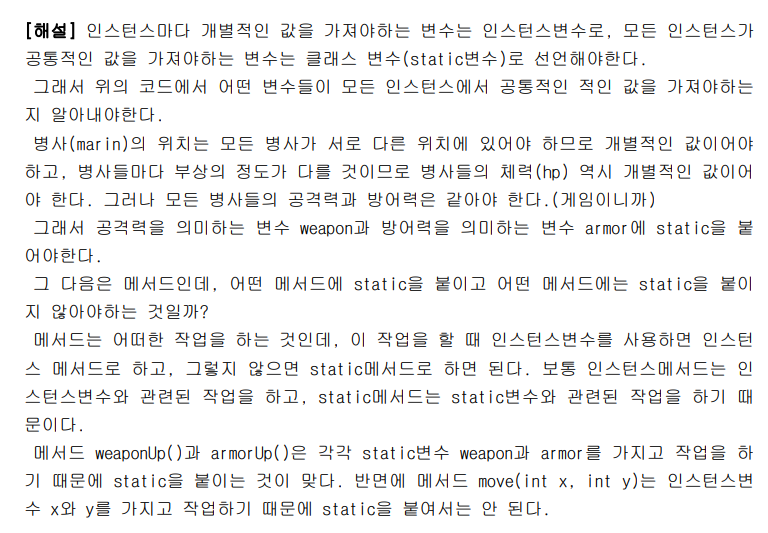 [해설] 인스턴스마다 개별적인 값을 가져야하는 변수는 인스턴스변수로, 모든 인스턴스가
공통적인 값을 가져야하는 변수는 클래스 변수(static변수)로 선언해야한다.
그래서 위의 코드에서 어떤 변수들이 모든 인스턴스에서 공통적인 적인 값을 가져야하는
지 알아내야한다.
병사(marin)의 위치는 모든 병사가 서로 다른 위치에 있어야 하므로 개별적인 값이어야
하고, 병사들마다 부상의 정도가 다를 것이므로 병사들의 체력(hp) 역시 개별적인 값이어
야 한다. 그러나 모든 병사들의 공격력과 방어력은 같아야 한다.(게임이니까)
그래서 공격력을 의미하는 변수 weapon과 방어력을 의미하는 변수 armor에 static을 붙
어야한다.
그 다음은 메서드인데, 어떤 메서드에 static을 붙이고 어떤 메서드에는 static을 붙이
지 않아야하는 것일까?
메서드는 어떠한 작업을 하는 것인데, 이 작업을 할 때 인스턴스변수를 사용하면 인스턴
스 메서드로 하고, 그렇지 않으면 static메서드로 하면 된다. 보통 인스턴스메서드는 인
스턴스변수와 관련된 작업을 하고, static메서드는 static변수와 관련된 작업을 하기 때
문이다.
메서드 weaponUp()과 armorUp()은 각각 static변수 weapon과 armor를 가지고 작업을 하
기 때문에 static을 붙이는 것이 맞다. 반면에 메서드 move(int x, int y)는 인스턴스변
수 x와 y를 가지고 작업하기 때문에 static을 붙여서는 안 된다.